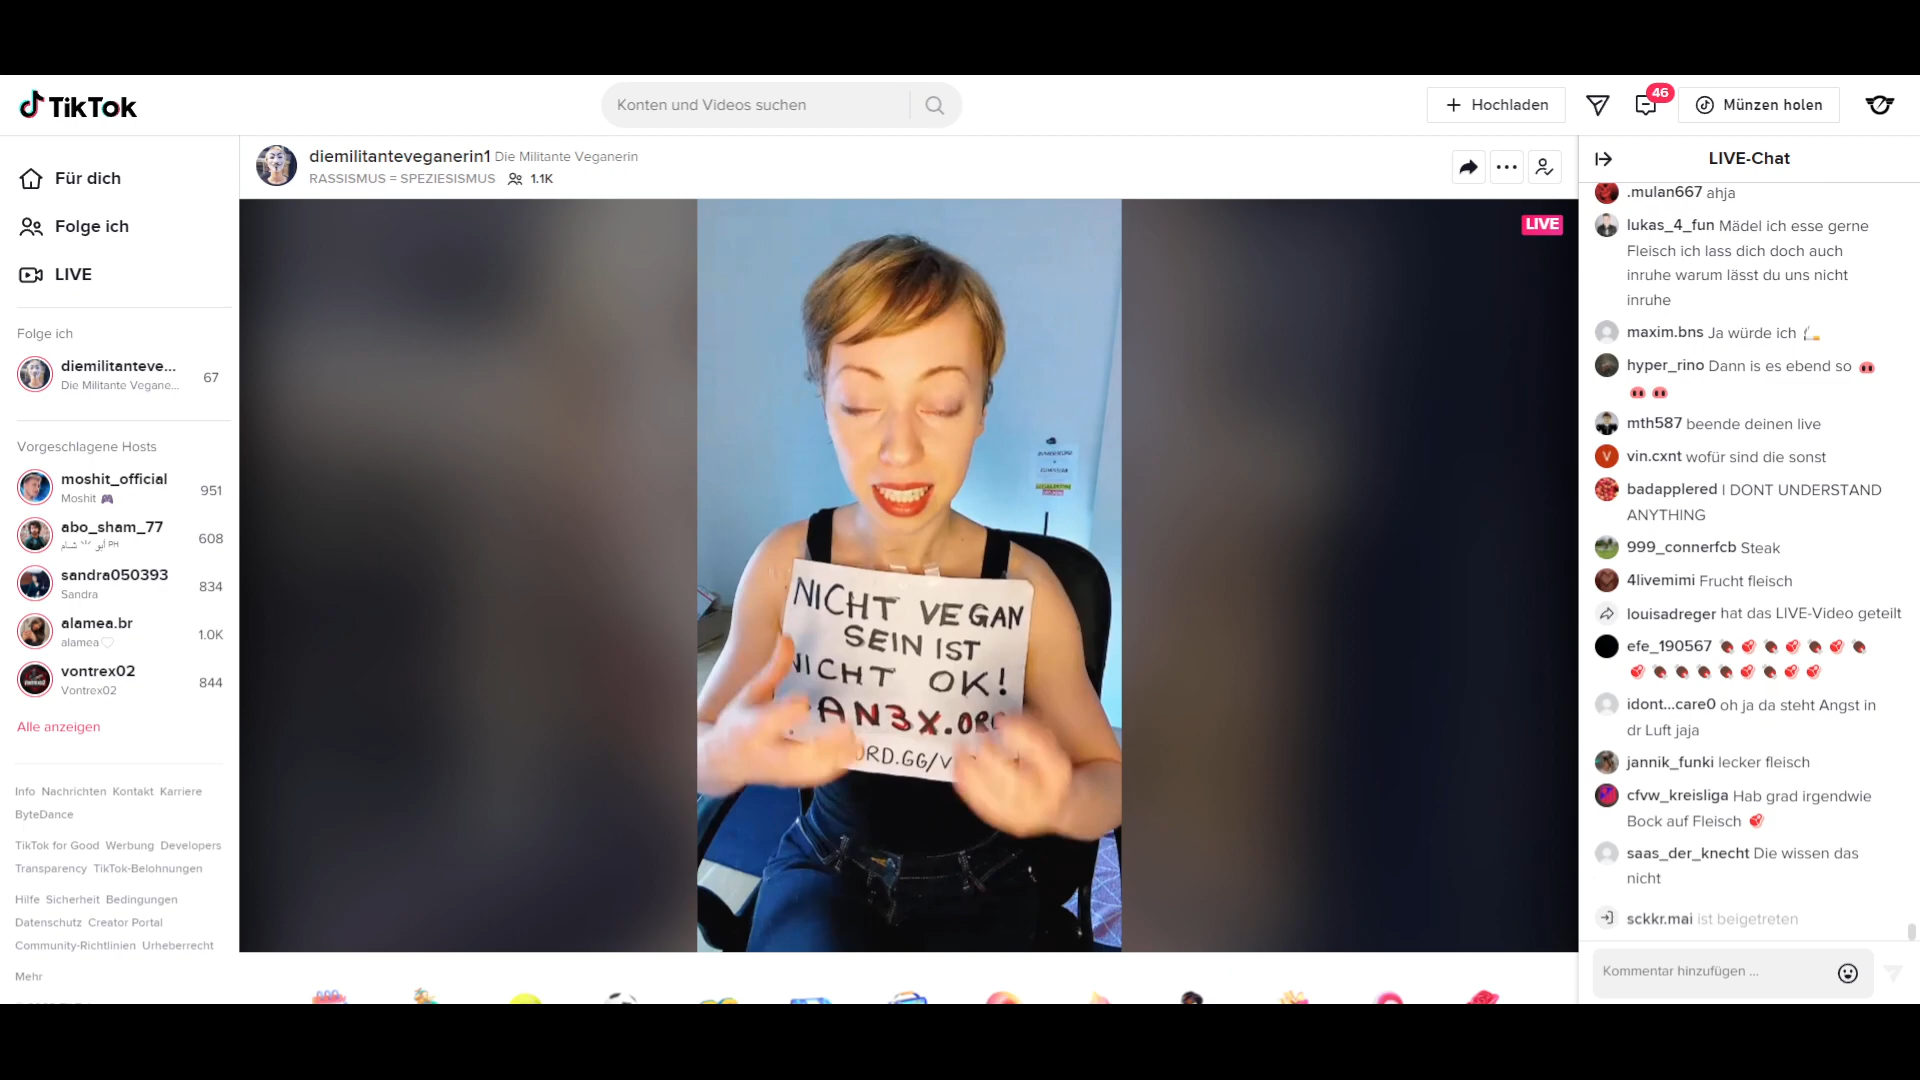 TikTok
Konten und Videos suchen
Hochladen
46
Münzen holen
Für dich
Folge ich
LIVE
Folge ich
diemilitanteve...
Die Militante Vegane...
67
Vorgeschlagene Hosts
moshit_official
Moshit
951
abo_sham_77
608
sandra050393
Sandra
834
alamea.br
alamea
1.0K
vontrex02
Vontrex02
844
Alle anzeigen
Info Nachrichten Kontakt Karriere
ByteDance
TikTok for Good Werbung Developers
Transparency TikTok-Belohnungen
Hilfe Sicherheit Bedingungen
Datenschutz Creator Portal
Community-Richtlinien Urheberrecht
Mehr
diemilitanteveganerin1 Die Militante Veganerin
RASSISMUS = SPEZIESISMUS 1.1K
LIVE
NICHT VEGAN
SEIN IST
NICHT OK!
AN3X.ORG
ORD.GG/V
LIVE-Chat
.mulan667 ahja
lukas_4_fun Mädel ich esse gerne
Fleisch ich lass dich doch auch
inruhe warum lässt du uns nicht
inruhe
maxim.bns Ja würde ich 🚬
hyper_rino Dann is es ebend so 🐽
🐽 🐽
mth587 beende deinen live
V
vin.cxnt wofür sind die sonst
badapplered I DONT UNDERSTAND
ANYTHING
999_connerfcb Steak
4livemimi Frucht fleisch
louisadreger hat das LIVE-Video geteilt
efe_190567 🍗 🥩 🍗 🥩 🍗 🥩 🍗
🥩 🍗 🍗 🍗 🍗 🥩 🍗 🥩 🥩
idont...care0 oh ja da steht Angst in
dr Luft jaja
jannik_funki lecker fleisch
cfvw_kreisliga Hab grad irgendwie
Bock auf Fleisch 🥩
saas_der_knecht Die wissen das
nicht
sckkr.mai ist beigetreten
Kommentar hinzufügen ...